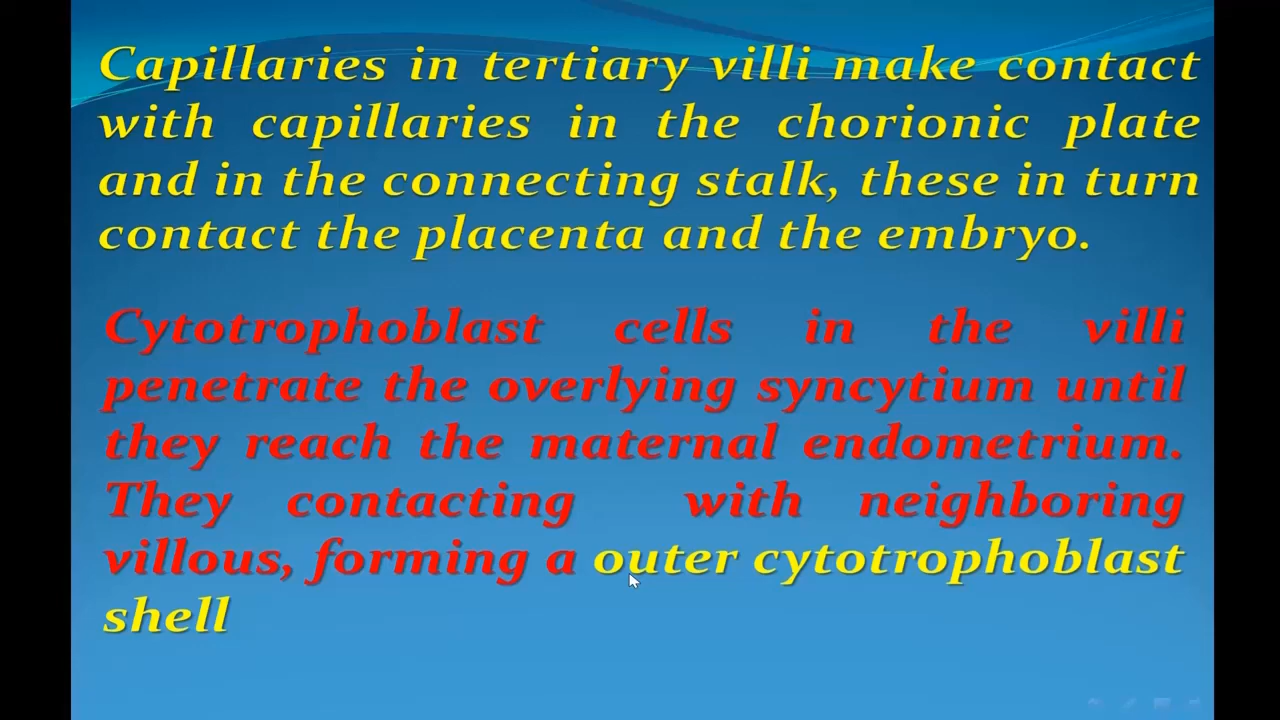 Capillaries in tertiary villi make contact
with capillaries in the chorionic plate
and in the connecting stalk, these in turn
contact the placenta and the embryo.
Cytotrophoblast cells in the villi
penetrate the overlying syncytium until
they reach the maternal endometrium.
They contacting with neighboring
villous, forming a outer cytotrophoblast
shell